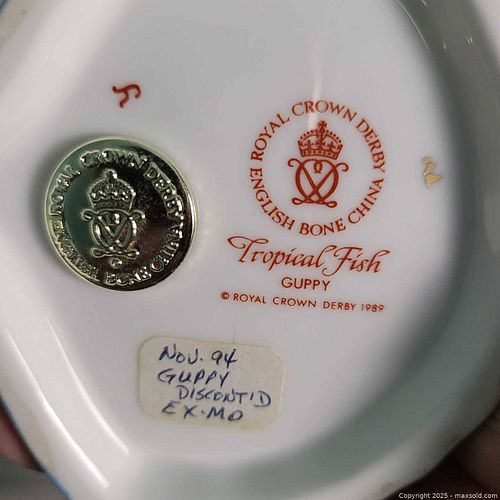 ROYAL CROWN DERBY
ENGLISH BONE CHINA
Tropical Fish
GUPPY
© ROYAL CROWN DERBY 1989
ROYAL CROWN DERBY
ENGLISH BONE CHINA
NOV. 94
GUPPY
DISCONT'D
EX-MO
Copyright 2025 - maxsold.com